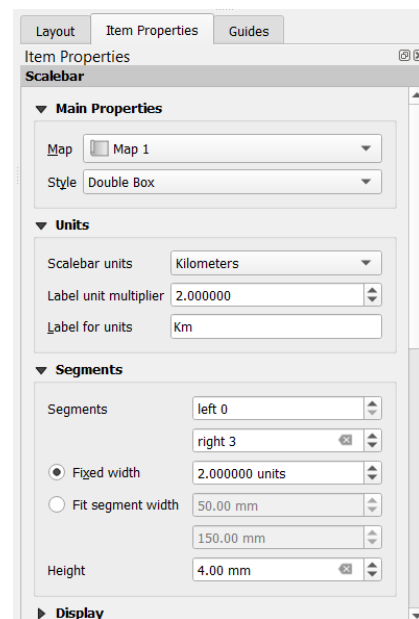 Layout Item Properties Guides
Item Properties
Scalebar
Main Properties
Map Map 1
Style Double Box
Units
Scalebar units Kilometers
Label unit multiplier 2.000000
Label for units Km
Segments
Segments left 0
right 3
Fixed width 2.000000 units
Fit segment width 50.00 mm
150.00 mm
Height 4.00 mm
Display